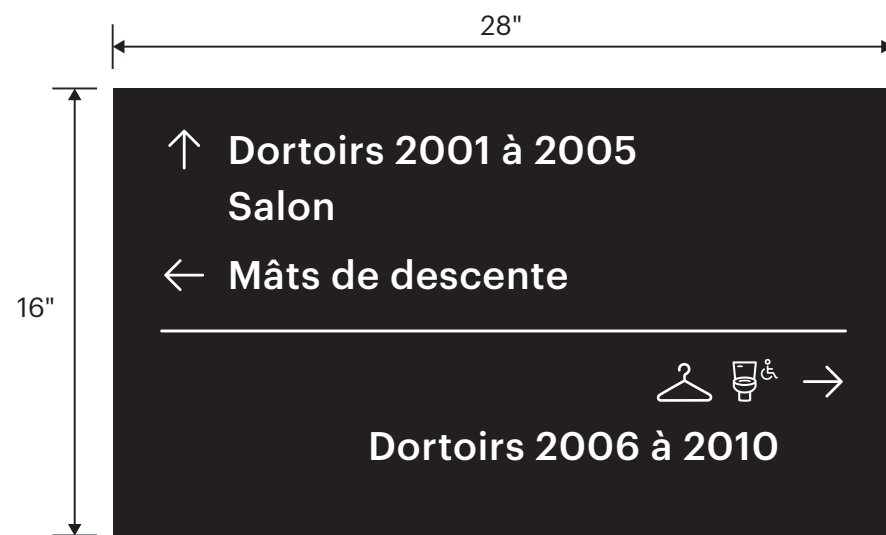 28"
16"
Dortoirs 2001 à 2005
Salon
Mâts de descente
Dortoirs 2006 à 2010